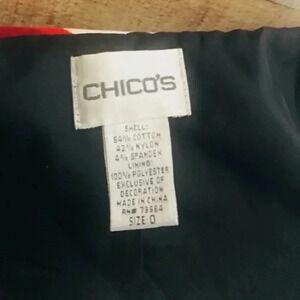 CHICO'S
SHELL:
54% COTTON
42% NYLON
4% SPANDEX
LINING:
100% POLYESTER
EXCLUSIVE OF
DECORATION
MADE IN CHINA
RN# 79984
SIZE: 0